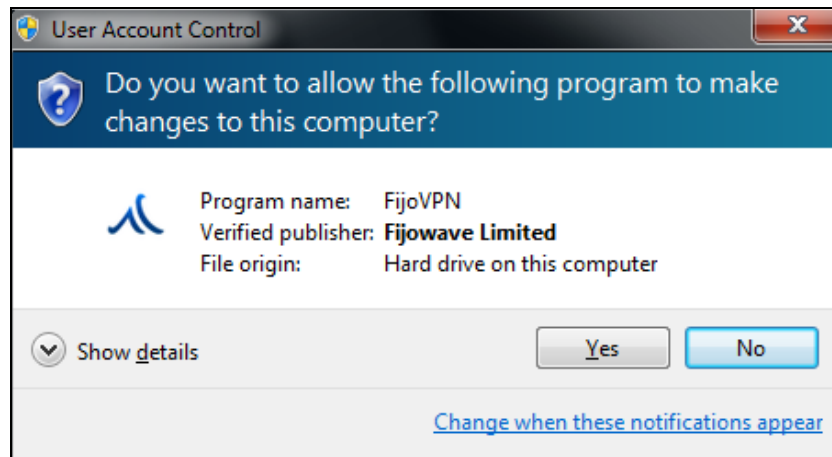 User Account Control
Do you want to allow the following program to make
changes to this computer?
Program name: FijoVPN
Verified publisher: Fijowave Limited
File origin: Hard drive on this computer
Show details
Yes
No
Change when these notifications appear